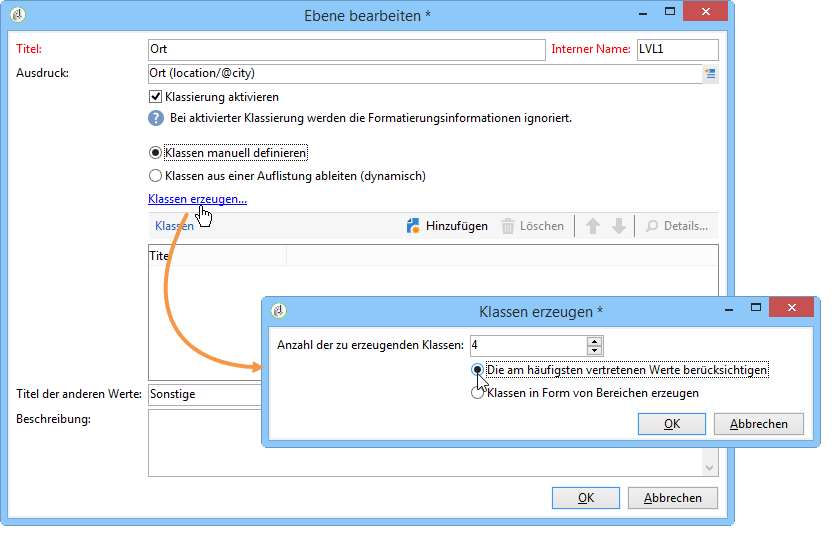 Ebene bearbeiten *
Titel: Ort Interner Name: LVL1
Ausdruck: Ort (location/@city)
Klassierung aktivieren
Bei aktivierter Klassierung werden die Formatierungsinformationen ignoriert.
Klassen manuell definieren
Klassen aus einer Auflistung ableiten (dynamisch)
Klassen erzeugen...
Klassen Hinzufügen Löschen Details...
Tite
Klassen erzeugen *
Anzahl der zu erzeugenden Klassen: 4
Die am häufigsten vertretenen Werte berücksichtigen
Klassen in Form von Bereichen erzeugen
OK Abbrechen
Titel der anderen Werte: Sonstige
Beschreibung:
OK Abbrechen